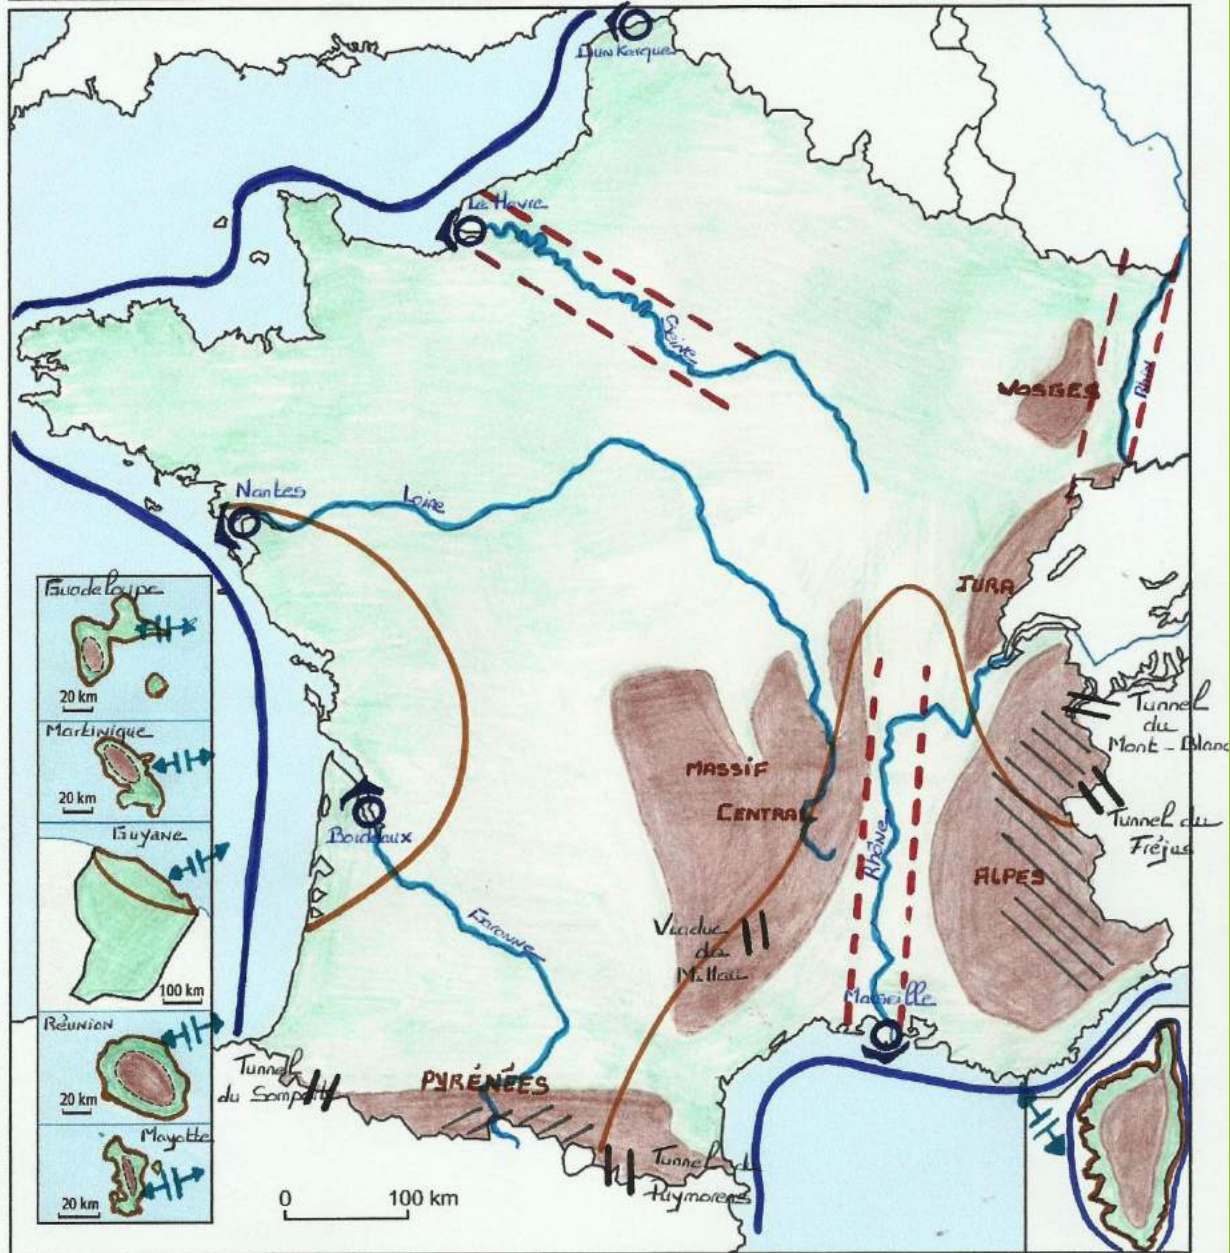 Dunkerque
Le Havre
Seine
VOSGES
Rhin
Nantes
Loire
JURA
Guadeloupe
20 km
Martinique
20 km
Guyane
100 km
Réunion
20 km
Mayotte
20 km
Tunnel
du
Mont-Blanc
MASSIF
CENTRAL
Tunnel du
Fréjus
Bordeaux
Rhône
ALPES
Garonne
Viaduc
de
Millau
Marseille
Tunnel
du Somport
PYRÉNÉES
Tunnel du
Puymorens
0 100 km